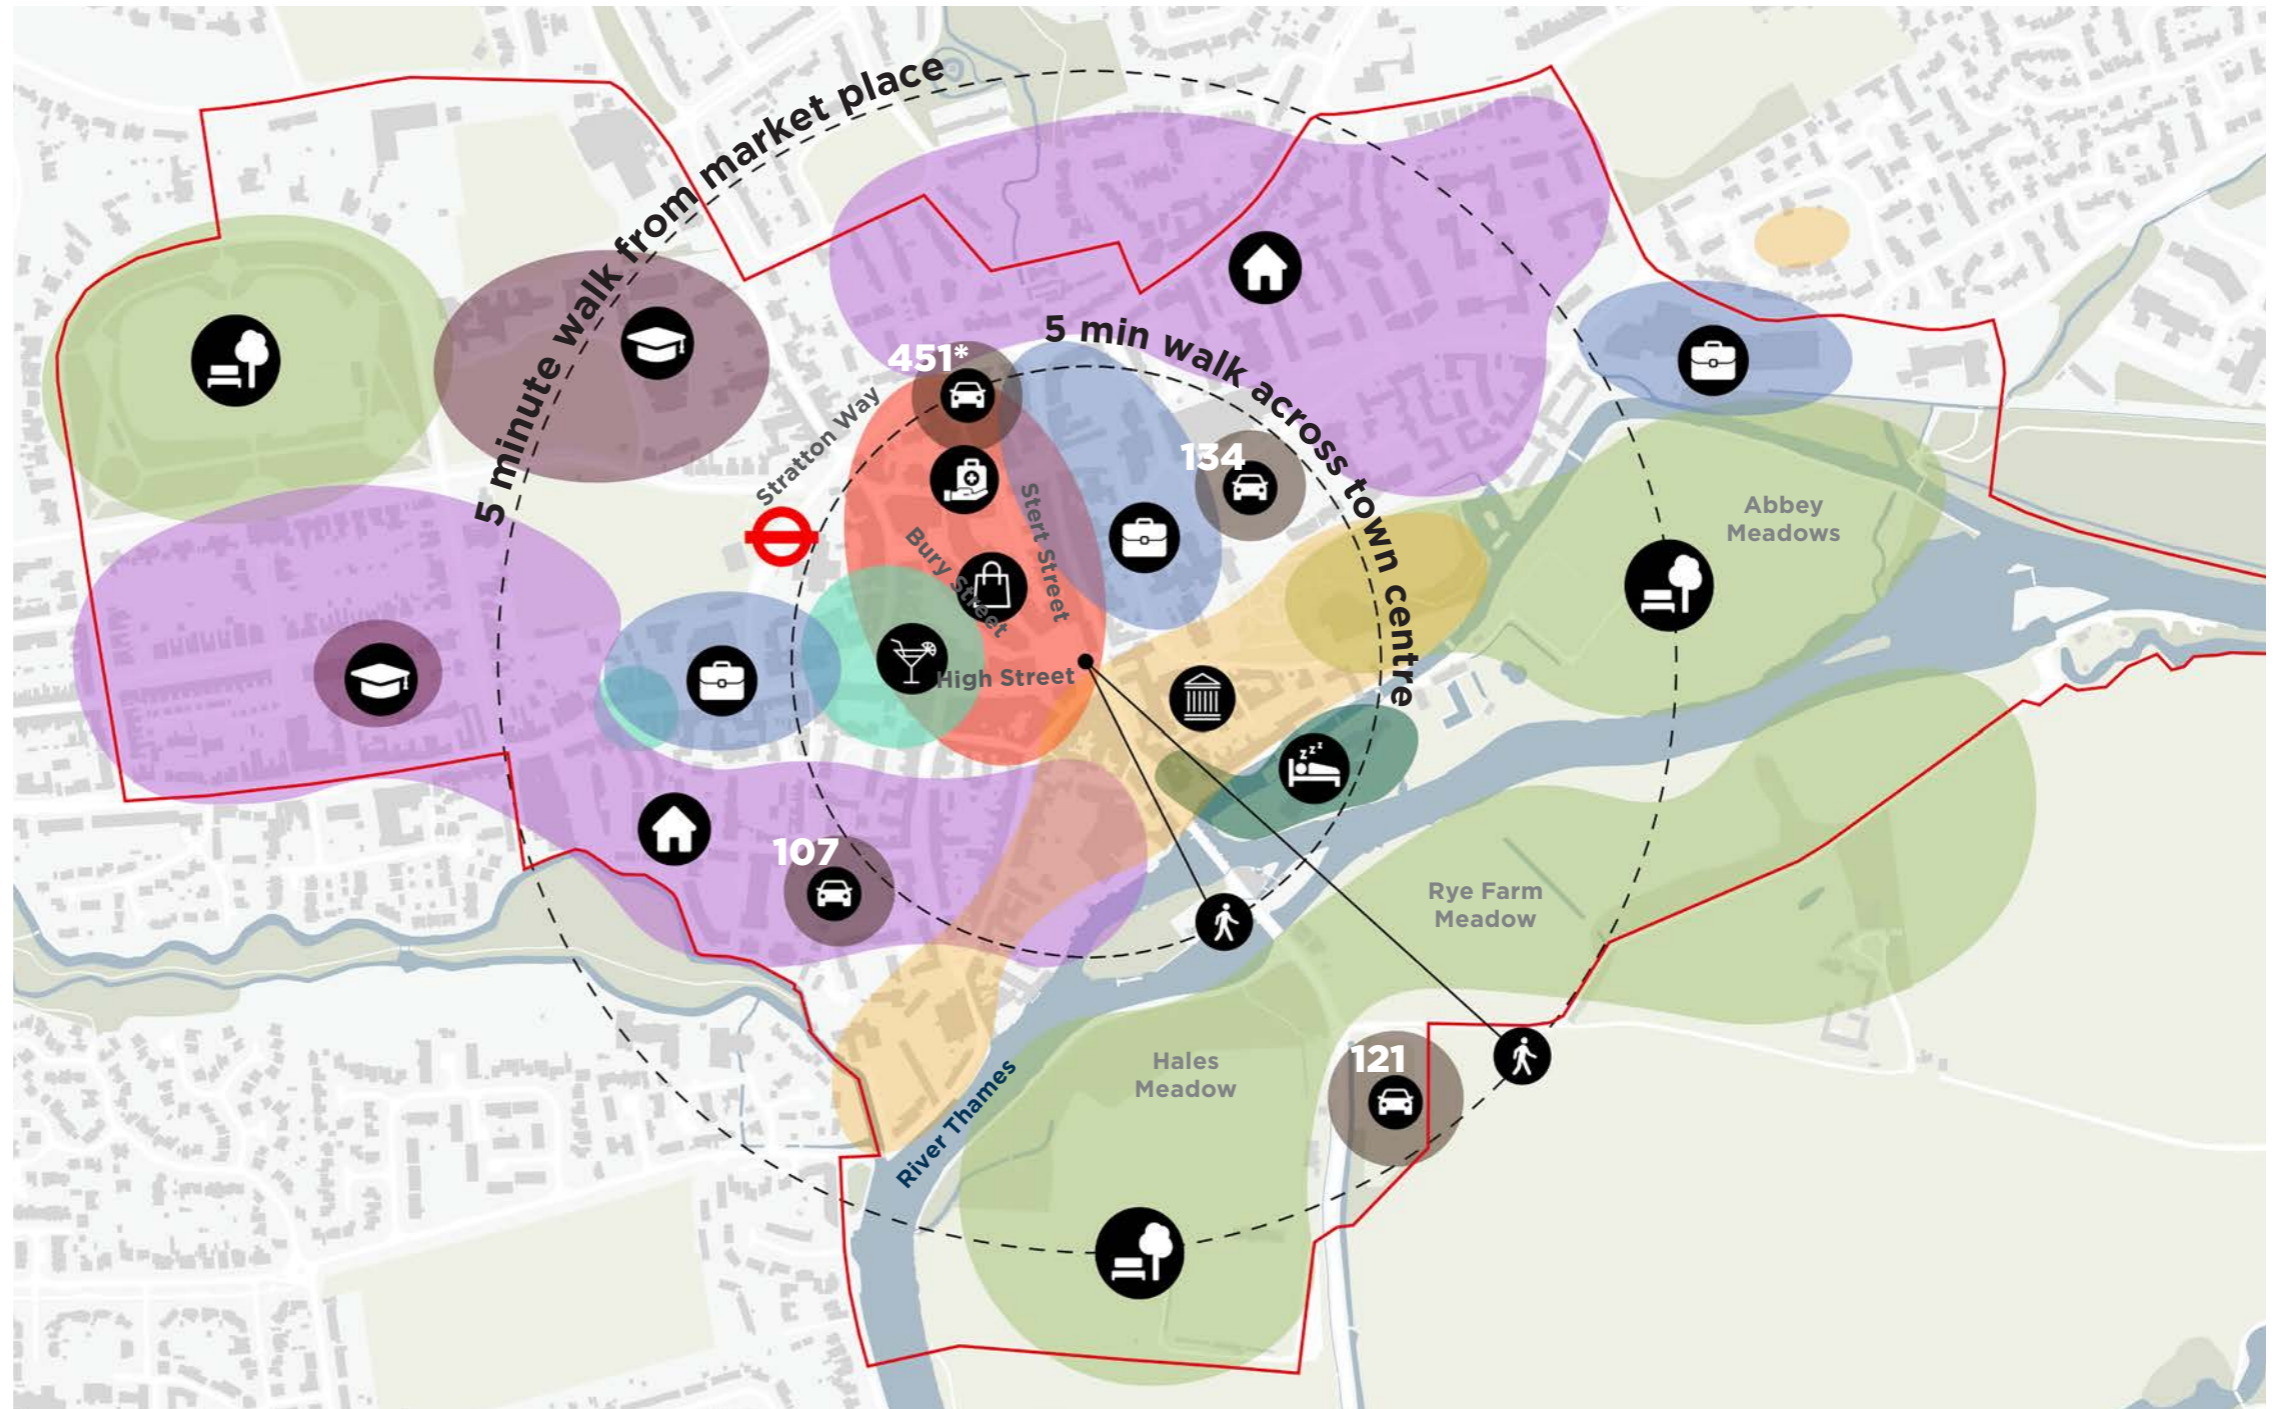 5 minute walk from market place
5 min walk across town centre
451*
Stratton Way
134
Stert Street
Bury Street
Abbey
Meadows
High Street
zzz
107
Rye Farm
Meadow
Hales
Meadow
121
River Thames